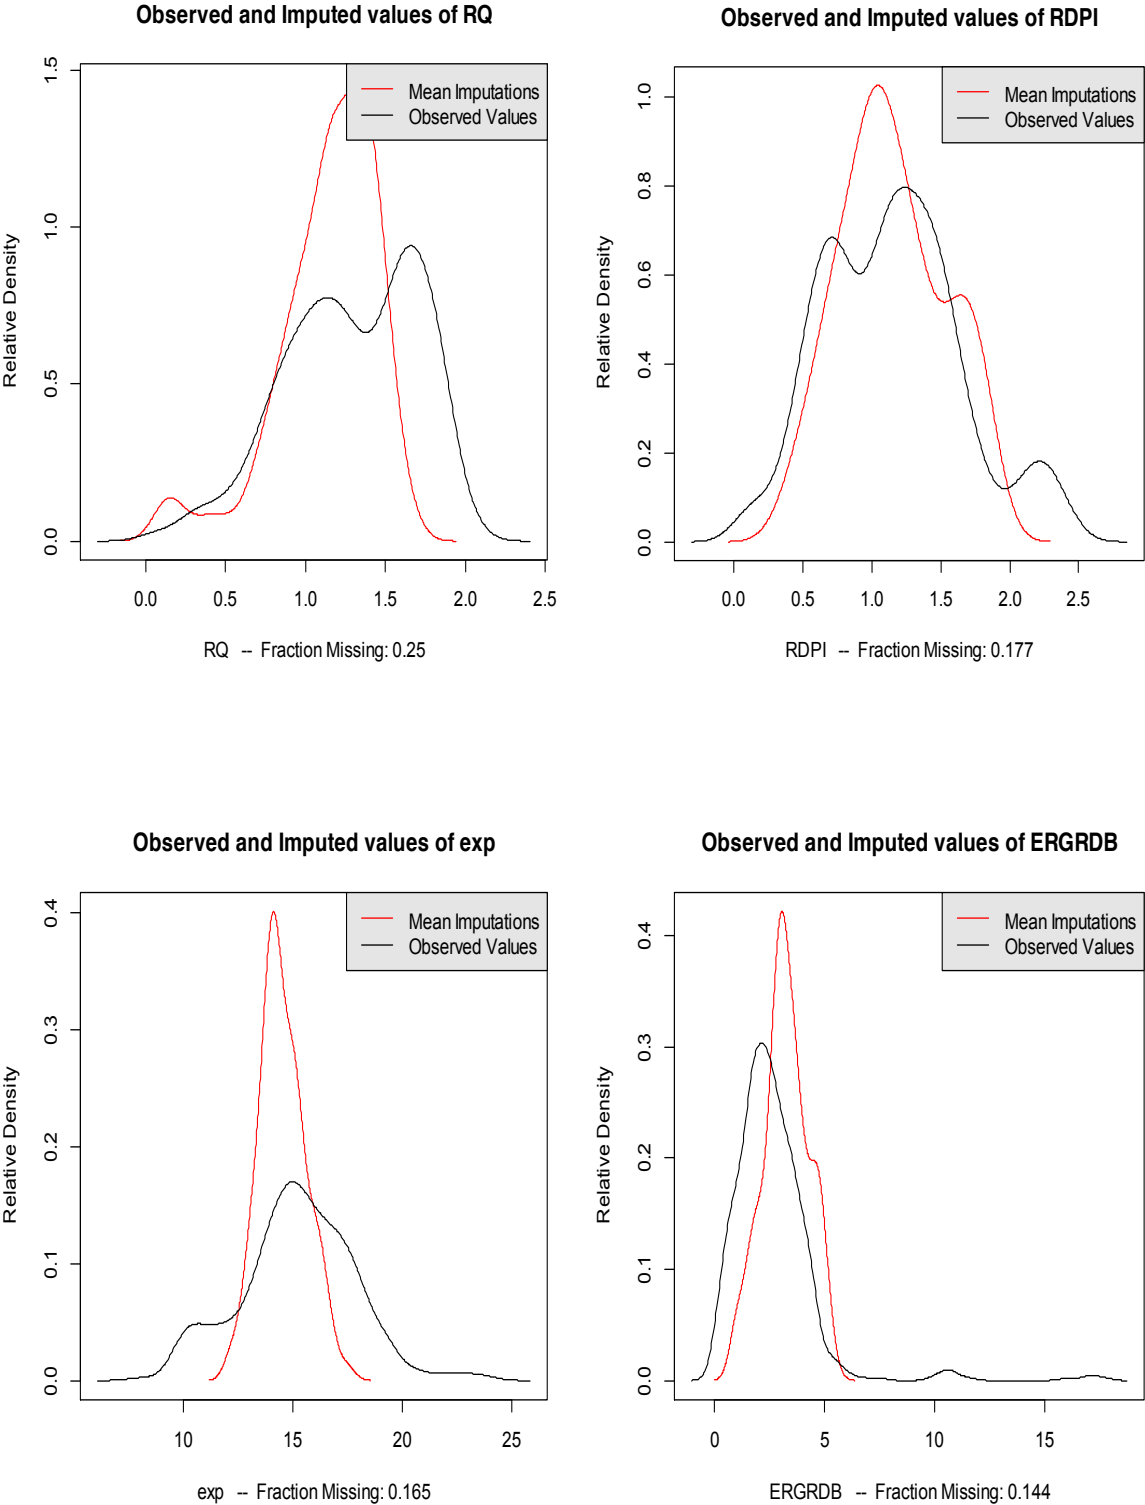 Observed and Imputed values of RQ
Mean Imputations
Observed Values
Relative Density
0.0
0.5
1.0
1.5
0.0 0.5 1.0 1.5 2.0 2.5
RQ -- Fraction Missing: 0.25
Observed and Imputed values of RDPI
Mean Imputations
Observed Values
Relative Density
0.0
0.2
0.4
0.6
0.8
1.0
0.0 0.5 1.0 1.5 2.0 2.5
RDPI -- Fraction Missing: 0.177
Observed and Imputed values of exp
Mean Imputations
Observed Values
Relative Density
0.0
0.1
0.2
0.3
0.4
10 15 20 25
exp -- Fraction Missing: 0.165
Observed and Imputed values of ERGRDB
Mean Imputations
Observed Values
Relative Density
0.0
0.1
0.2
0.3
0.4
0 5 10 15
ERGRDB -- Fraction Missing: 0.144